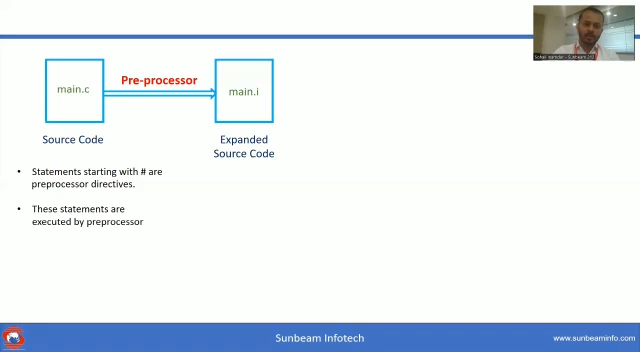 Pre-processor
main.c
main.i
Source Code
Expanded
Source Code
• Statements starting with # are
preprocessor directives.
• These statements are
executed by preprocessor
Sunbeam Infotech
www.sunbeaminfo.com